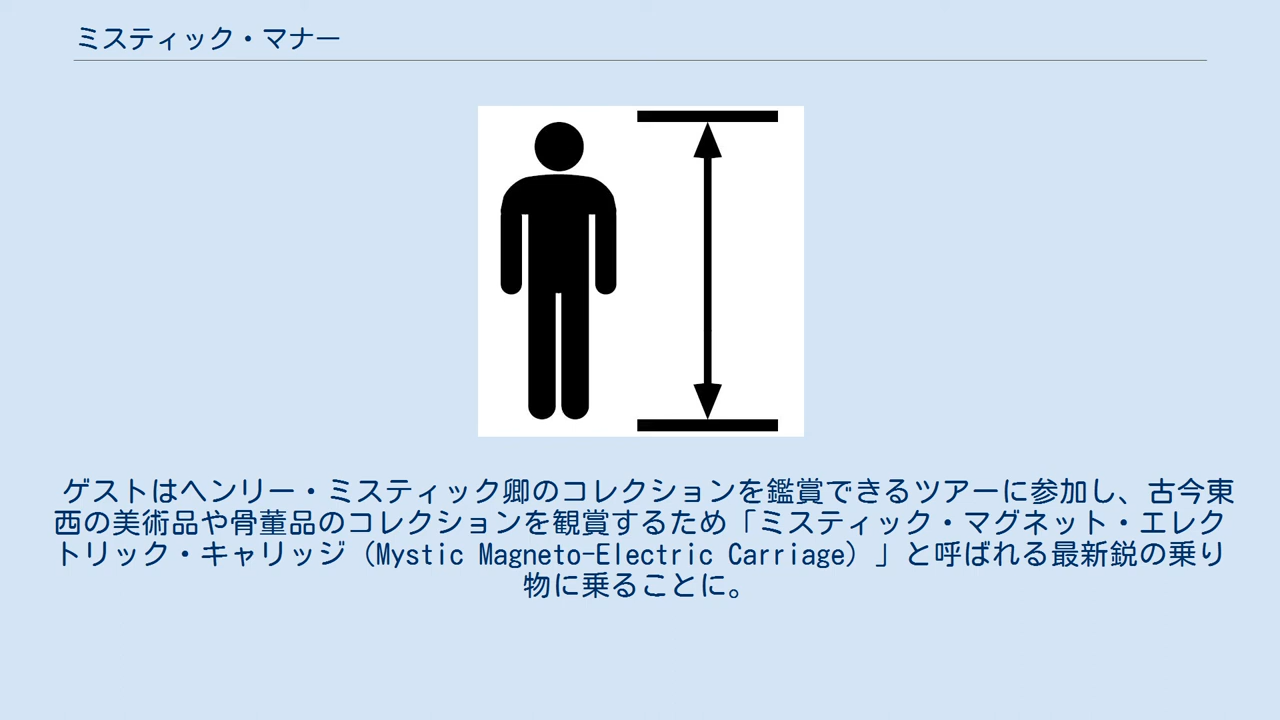 ミスティック・マナー
ゲストはヘンリー・ミスティック卿のコレクションを鑑賞できるツアーに参加し、古今東
西の美術品や骨董品のコレクションを観賞するため「ミスティック・マグネット・エレク
トリック・キャリッジ（Mystic Magneto-Electric Carriage）」と呼ばれる最新鋭の乗り
物に乗ることに。